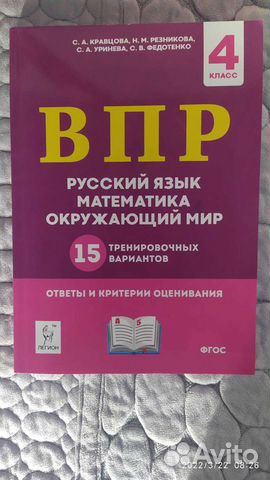 С. А. КРАВЦОВА, Н. М. РЕЗНИКОВА,
С. А. УРИНЕВА, С. В. ФЕДОТЕНКО
4
КЛАСС
ВПР
РУССКИЙ ЯЗЫК
МАТЕМАТИКА
ОКРУЖАЮЩИЙ МИР
15 ТРЕНИРОВОЧНЫХ
ВАРИАНТОВ
ОТВЕТЫ И КРИТЕРИИ ОЦЕНИВАНИЯ
А Б
ЛЕГИОН
ФГОС
Avito
2022/3/22 08:26